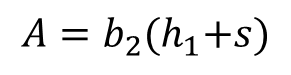 A = b₂(h₁+s)